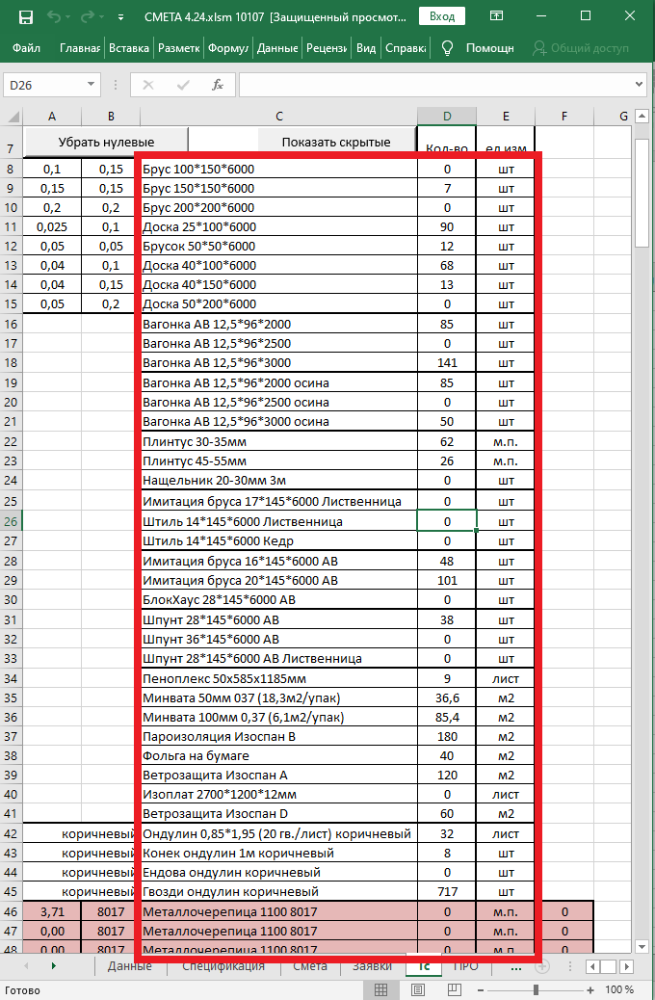 СМЕТА 4.24.xlsm 10107 [Защищенный просмот...
Вход
Файл Главная Вставка Разметк Формул Данные Реценз Вид Справка Помощн Общий доступ
D26 fx
A B C D E F G
7 Убрать нулевые Показать скрытые Кол-во ед изм
8 0,1 0,15 Брус 100*150*6000 0 шт
9 0,15 0,15 Брус 150*150*6000 7 шт
10 0,2 0,2 Брус 200*200*6000 0 шт
11 0,025 0,1 Доска 25*100*6000 90 шт
12 0,05 0,05 Брусок 50*50*6000 12 шт
13 0,04 0,1 Доска 40*100*6000 68 шт
14 0,04 0,15 Доска 40*150*6000 13 шт
15 0,05 0,2 Доска 50*200*6000 0 шт
16 Вагонка АВ 12,5*96*2000 85 шт
17 Вагонка АВ 12,5*96*2500 0 шт
18 Вагонка АВ 12,5*96*3000 141 шт
19 Вагонка АВ 12,5*96*2000 осина 85 шт
20 Вагонка АВ 12,5*96*2500 осина 0 шт
21 Вагонка АВ 12,5*96*3000 осина 50 шт
22 Плинтус 30-35мм 62 м.п.
23 Плинтус 45-55мм 26 м.п.
24 Нащельник 20-30мм 3м 0 шт
25 Имитация бруса 17*145*6000 Лиственница 0 шт
26 Штиль 14*145*6000 Лиственница 0 шт
27 Штиль 14*145*6000 Кедр 0 шт
28 Имитация бруса 16*145*6000 АВ 48 шт
29 Имитация бруса 20*145*6000 АВ 101 шт
30 БлокХаус 28*145*6000 АВ 0 шт
31 Шпунт 28*145*6000 АВ 38 шт
32 Шпунт 36*145*6000 АВ 0 шт
33 Шпунт 28*145*6000 АВ Лиственница 0 шт
34 Пеноплекс 50х585х1185мм 9 лист
35 Минвата 50мм 037 (18,3м2/упак) 36,6 м2
36 Минвата 100мм 0,37 (6,1м2/упак) 85,4 м2
37 Пароизоляция Изоспан В 180 м2
38 Фольга на бумаге 40 м2
39 Ветрозащита Изоспан А 120 м2
40 Изоплат 2700*1200*12мм 0 лист
41 Ветрозащита Изоспан D 60 м2
42 коричневый Ондулин 0,85*1,95 (20 гв./лист) коричневый 32 лист
43 коричневый Конек ондулин 1м коричневый 8 шт
44 коричневый Ендова ондулин коричневый 0 шт
45 коричневый Гвозди ондулин коричневый 717 шт
46 3,71 8017 Металлочерепица 1100 8017 0 м.п. 0
47 0,00 8017 Металлочерепица 1100 8017 0 м.п. 0
48 0,00 8017 Металлочерепица 1100 8017 0 м.п. 0
Данные Спецификация Смета Заявки 1с ПРО ...
Готово 100 %